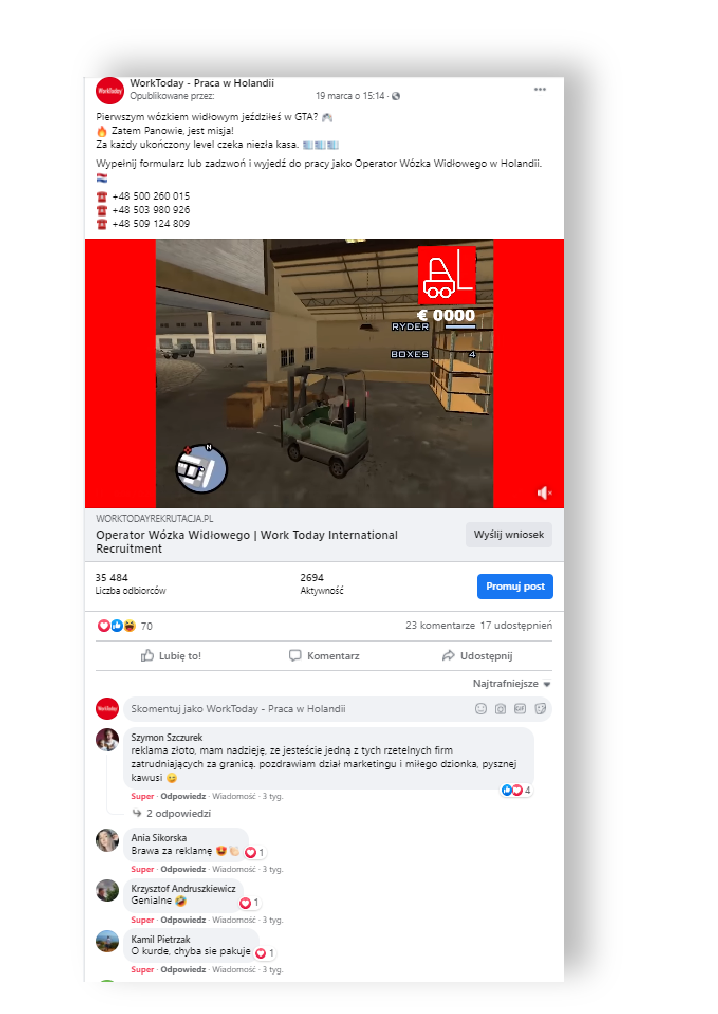 WorkToday - Praca w Holandii
WorkToday
Opublikowane przez: 19 marca o 15:14 ·
Pierwszym wózkiem widłowym jeździłeś w GTA? 🎮
🔥 Zatem Panowie, jest misja!
Za każdy ukończony level czeka niezła kasa. 💶💶💶
Wypełnij formularz lub zadzwoń i wyjedź do pracy jako Operator Wózka Widłowego w Holandii.
🇳🇱
☎️ +48 500 260 015
☎️ +48 503 980 926
☎️ +48 509 124 809
€ 0000
RYDER
BOXES 4
N
WORKTODAYREKRUTACJA.PL
Operator Wózka Widłowego | Work Today International
Recruitment
Wyślij wniosek
35 484
Liczba odbiorców
2694
Aktywność
Promuj post
70
23 komentarze 17 udostępnień
Lubię to!
Komentarz
Udostępnij
Najtrafniejsze
WorkToday
Skomentuj jako WorkToday - Praca w Holandii
GIF
Szymon Szczurek
reklama złoto, mam nadzieję, że jesteście jedną z tych rzetelnych firm
zatrudniających za granicą. pozdrawiam dział marketingu i miłego dzionka, pysznej
kawusi 😉
4
Super · Odpowiedz · Wiadomość · 3 tyg.
2 odpowiedzi
Ania Sikorska
Brawa za reklamę 🤩👏 1
Super · Odpowiedz · Wiadomość · 3 tyg.
Krzysztof Andruszkiewicz
Genialne 🤣 1
Super · Odpowiedz · Wiadomość · 3 tyg.
Kamil Pietrzak
O kurde, chyba sie pakuje 1
Super · Odpowiedz · Wiadomość · 3 tyg.